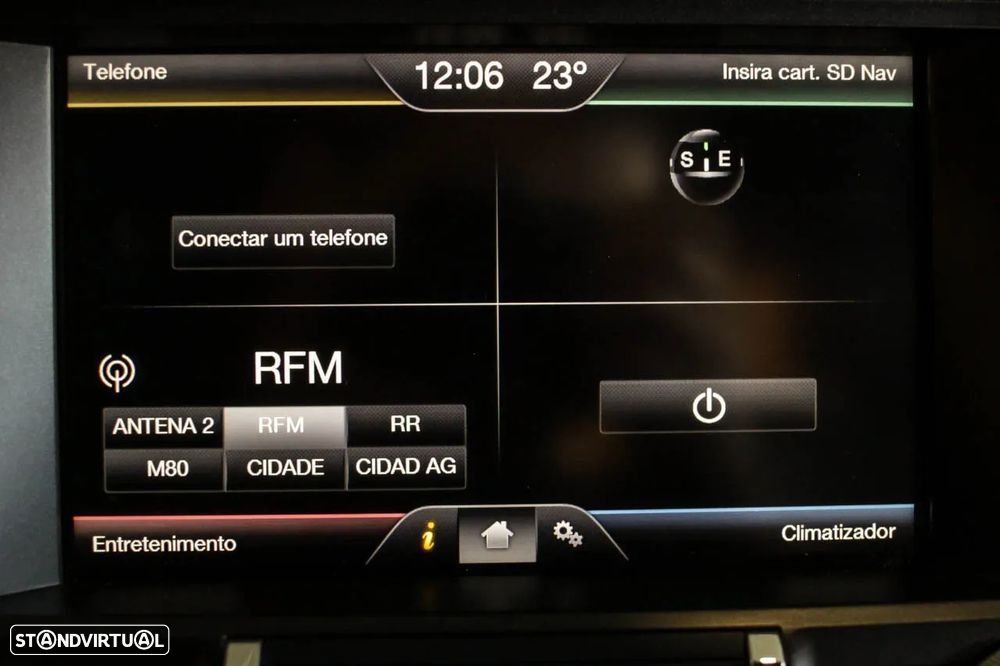 Telefone
12:06 23º
Insira cart. SD Nav
S E
Conectar um telefone
RFM
ANTENA 2 RFM RR
M80 CIDADE CIDAD AG
Entretenimento
i
Climatizador
STANDVIRTUAL